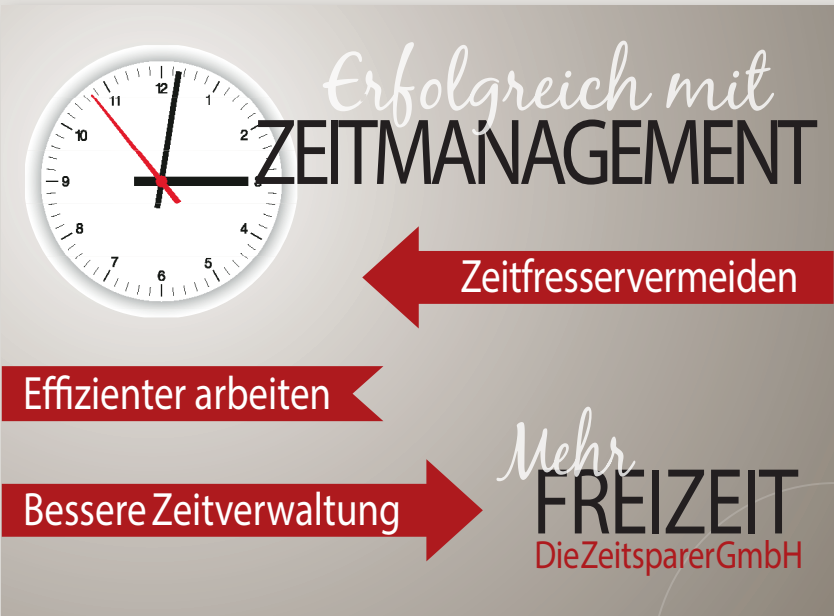 Erfolgreich mit
ZEITMANAGEMENT
12
1
2
3
4
5
6
7
8
9
10
11
Zeitfresservermeiden
Effizienter arbeiten
Bessere Zeitverwaltung
Mehr
FREIZEIT
DieZeitsparerGmbH